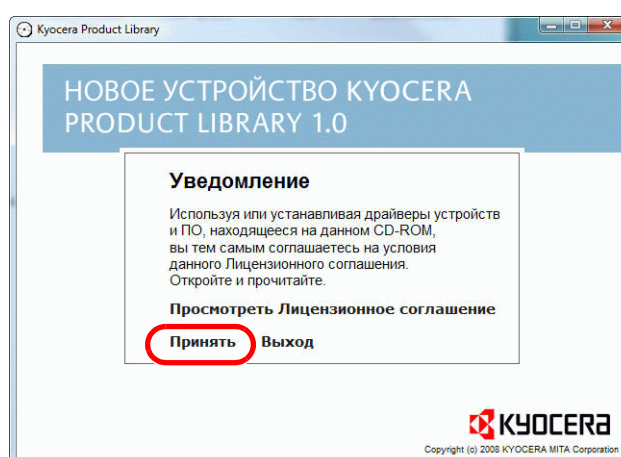 Kyocera Product Library
НОВОЕ УСТРОЙСТВО KYOCERA
PRODUCT LIBRARY 1.0
Уведомление
Используя или устанавливая драйверы устройств
и ПО, находящееся на данном CD-ROM,
вы тем самым соглашаетесь на условия
данного Лицензионного соглашения.
Откройте и прочитайте.
Просмотреть Лицензионное соглашение
Принять Выход
KYOCERA
Copyright (c) 2008 KYOCERA MITA Corporation